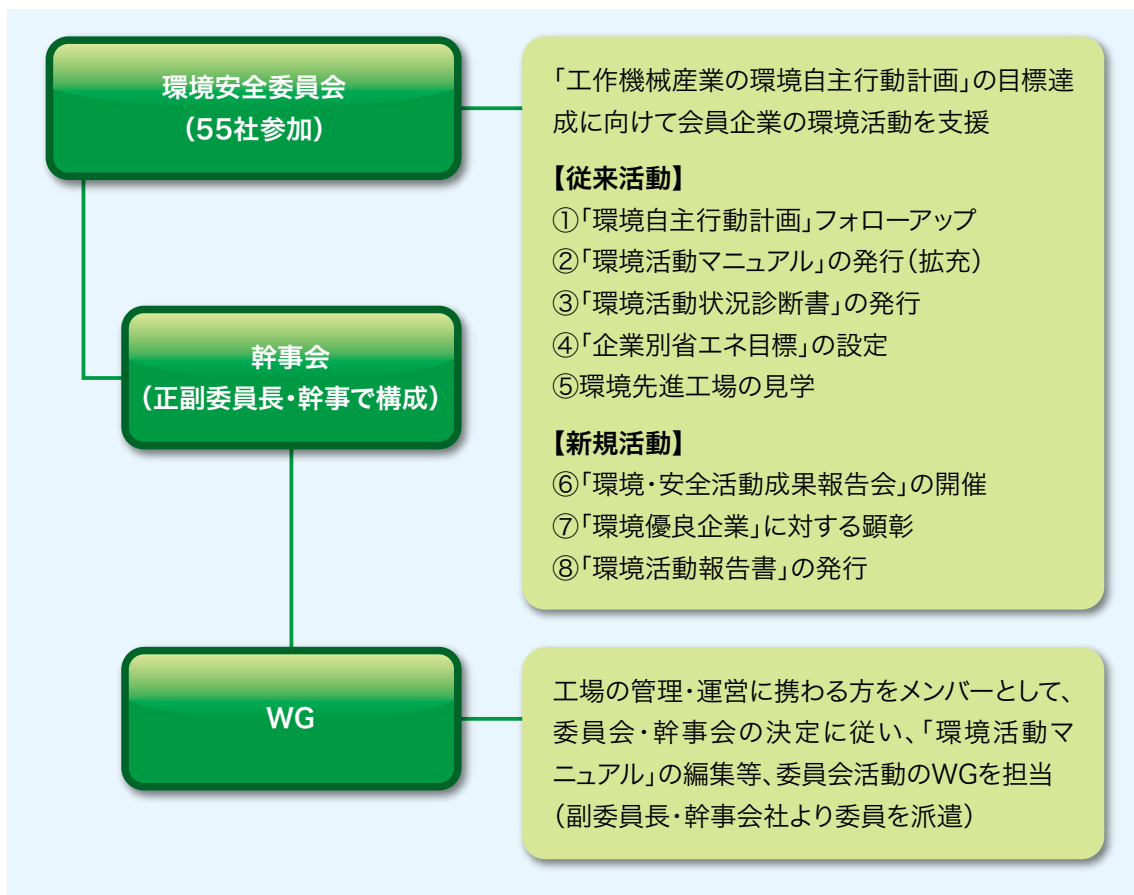 環境安全委員会
（55社参加）
「工作機械産業の環境自主行動計画」の目標達
成に向けて会員企業の環境活動を支援
【従来活動】
①「環境自主行動計画」フォローアップ
②「環境活動マニュアル」の発行（拡充）
③「環境活動状況診断書」の発行
④「企業別省エネ目標」の設定
⑤環境先進工場の見学
【新規活動】
⑥「環境・安全活動成果報告会」の開催
⑦「環境優良企業」に対する顕彰
⑧「環境活動報告書」の発行
幹事会
（正副委員長・幹事で構成）
WG
工場の管理・運営に携わる方をメンバーとして、
委員会・幹事会の決定に従い、「環境活動マ
ニュアル」の編集等、委員会活動のWGを担当
（副委員長・幹事会社より委員を派遣）